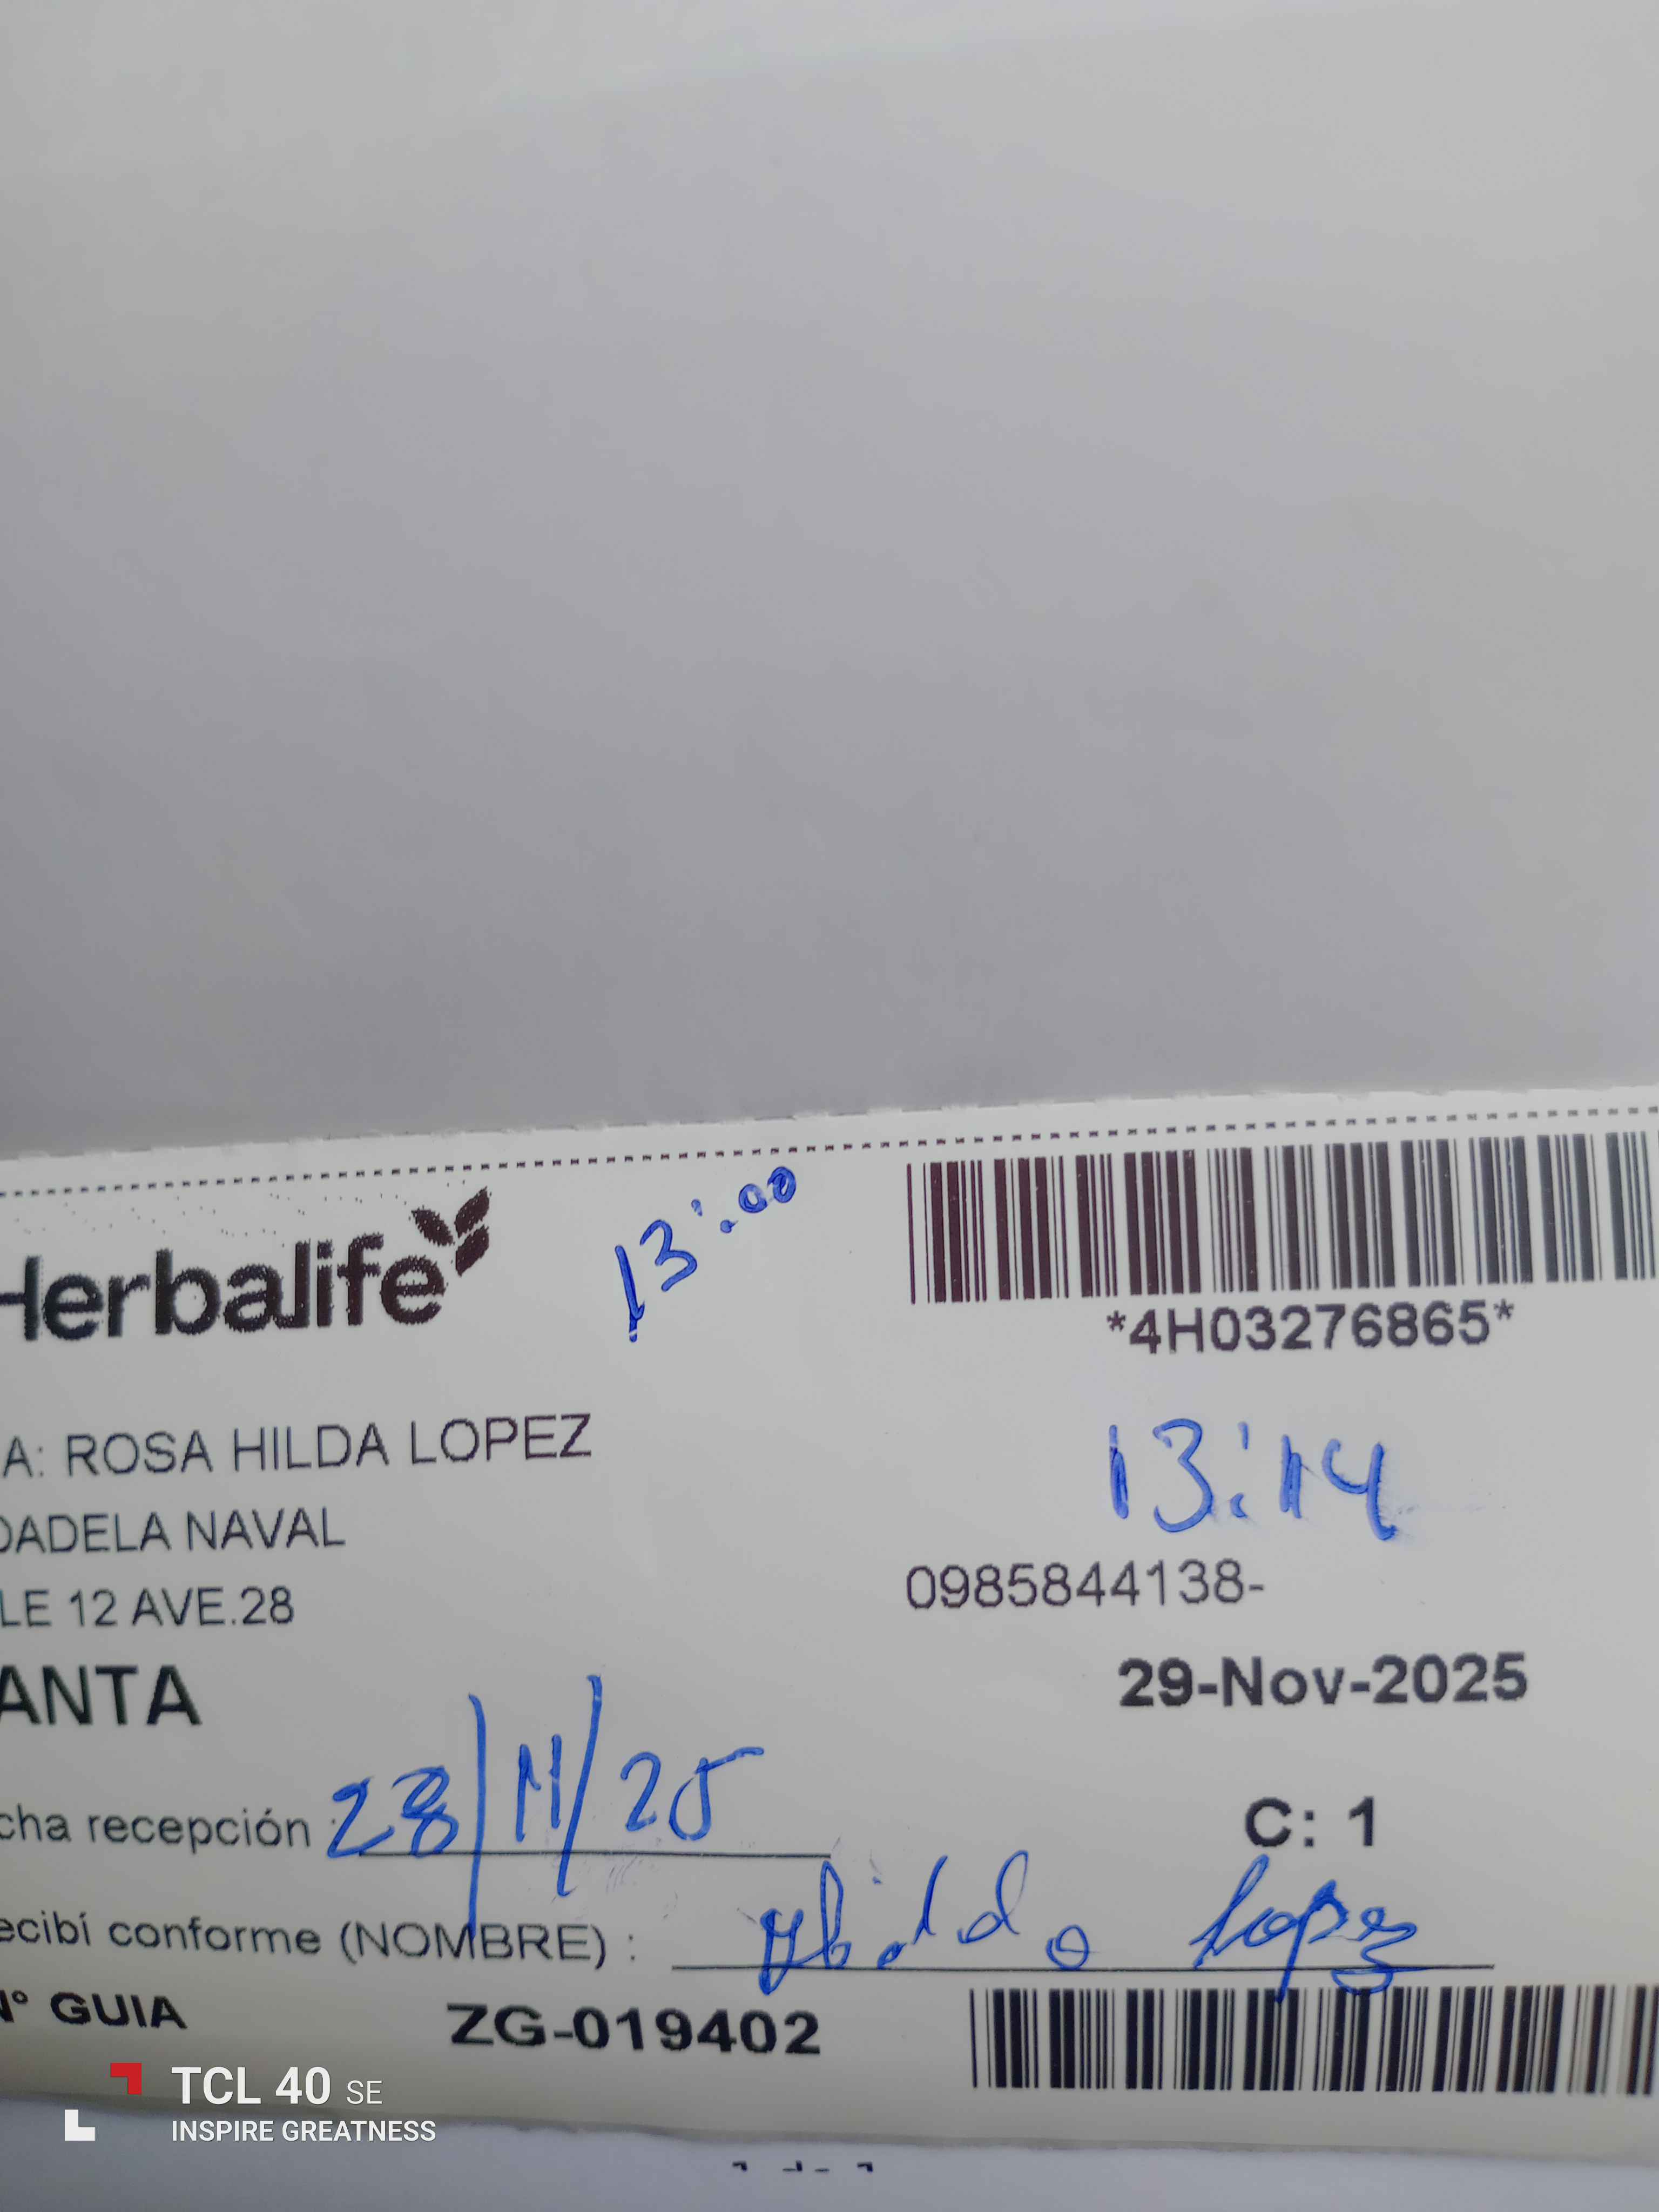 Herbalife
13:00
*4H03276865*
A: ROSA HILDA LOPEZ
13:14
DADELA NAVAL
0985844138-
LE 12 AVE.28
29-Nov-2025
ANTA
cha recepción : 28/11/25
C: 1
ecibí conforme (NOMBRE) : Lopez
N° GUIA ZG-019402
TCL 40 SE
INSPIRE GREATNESS